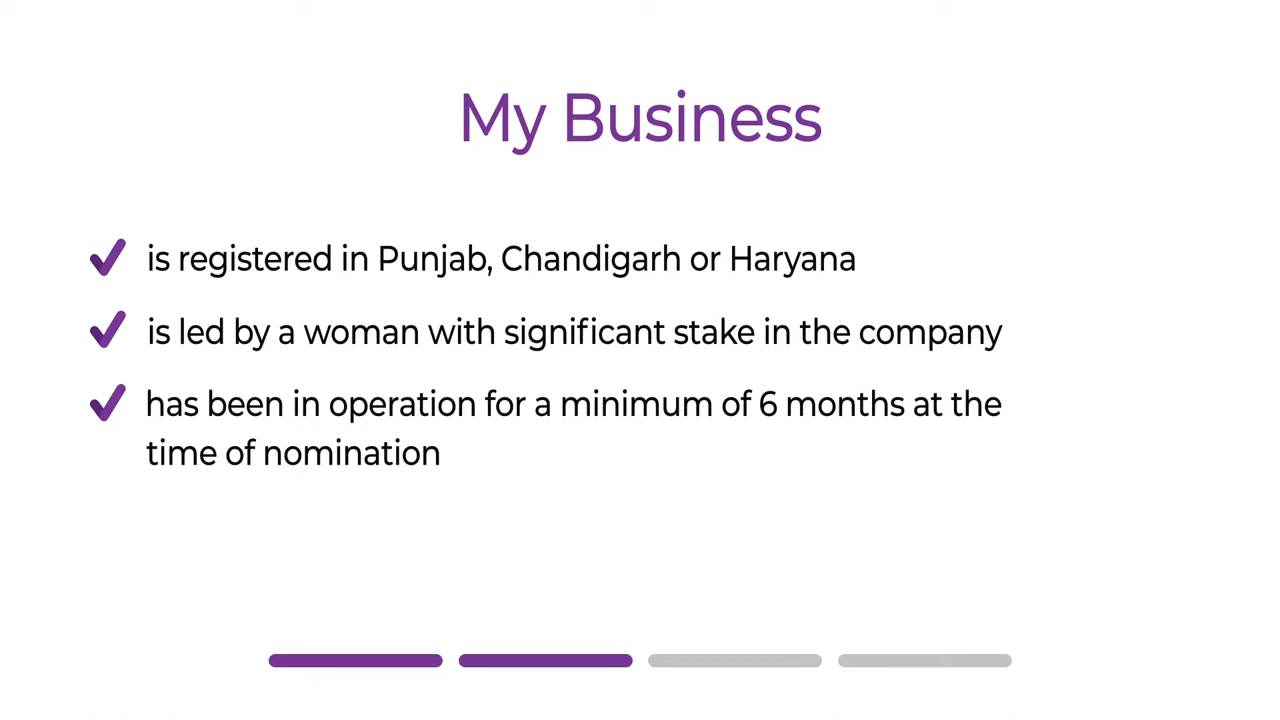 My Business
is registered in Punjab, Chandigarh or Haryana
is led by a woman with significant stake in the company
has been in operation for a minimum of 6 months at the
time of nomination